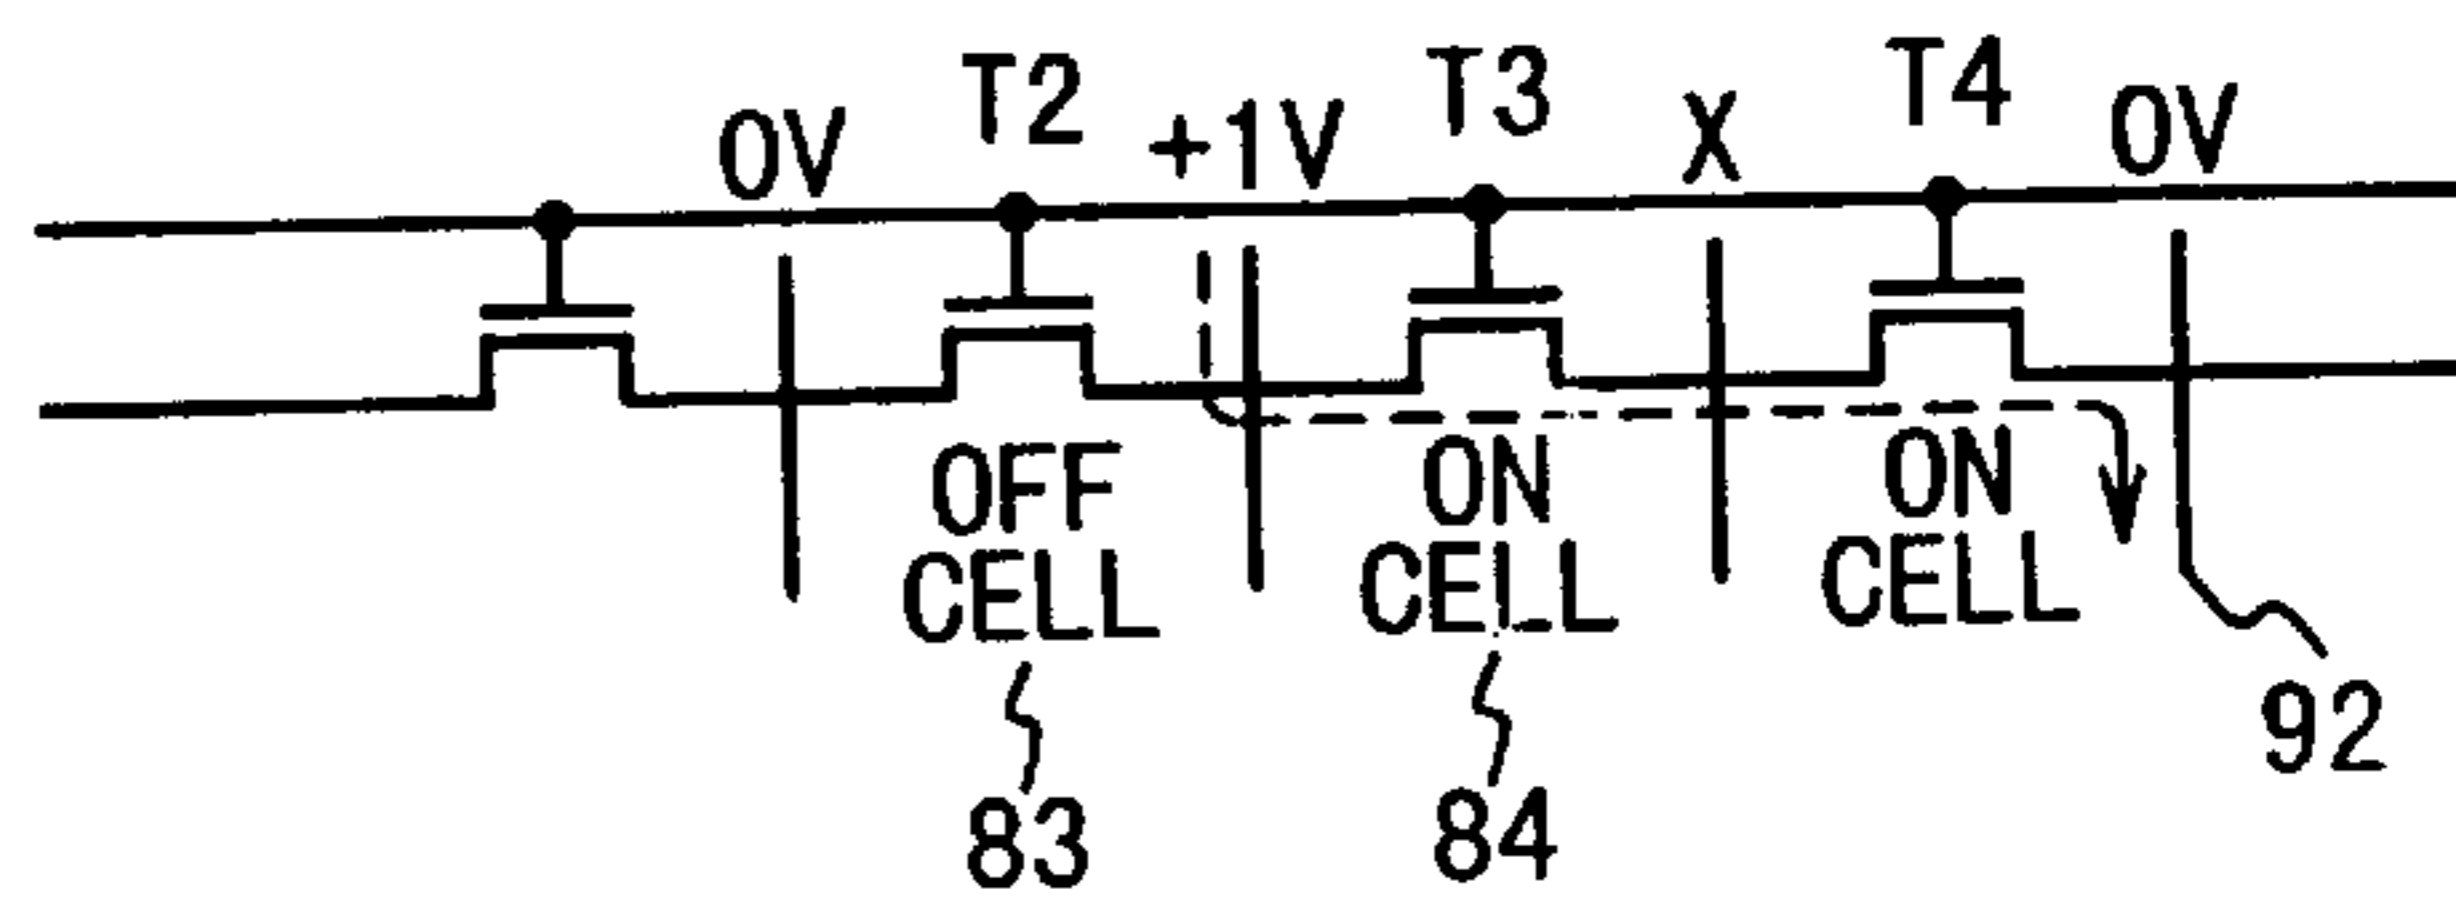 0V T2 +1V T3 X T4 0V
OFF CELL
ON CELL
ON CELL
83
84
92